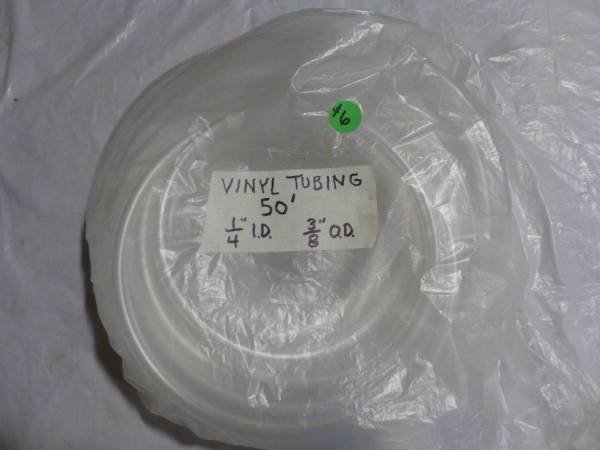 $6
VINYL TUBING
50'
1/4" I.D. 3/8" O.D.